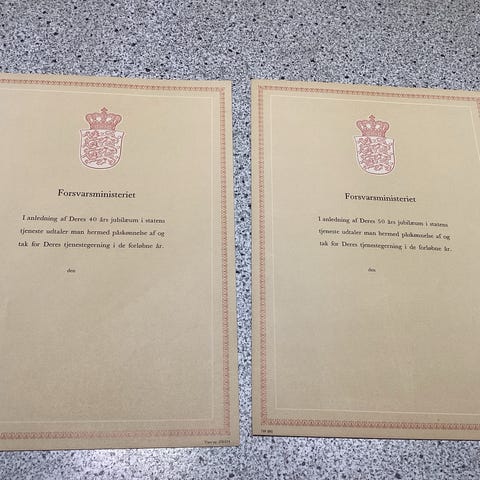 Forsvarsministeriet
I anledning af Deres 40 års jubilæum i statens
tjeneste udtaler man hermed påskønnelse af og
tak for Deres tjenestegerning i de forløbne år.
den
Forsvarsministeriet
I anledning af Deres 50 års jubilæum i statens
tjeneste udtaler man hermed påskønnelse af og
tak for Deres tjenestegerning i de forløbne år.
den